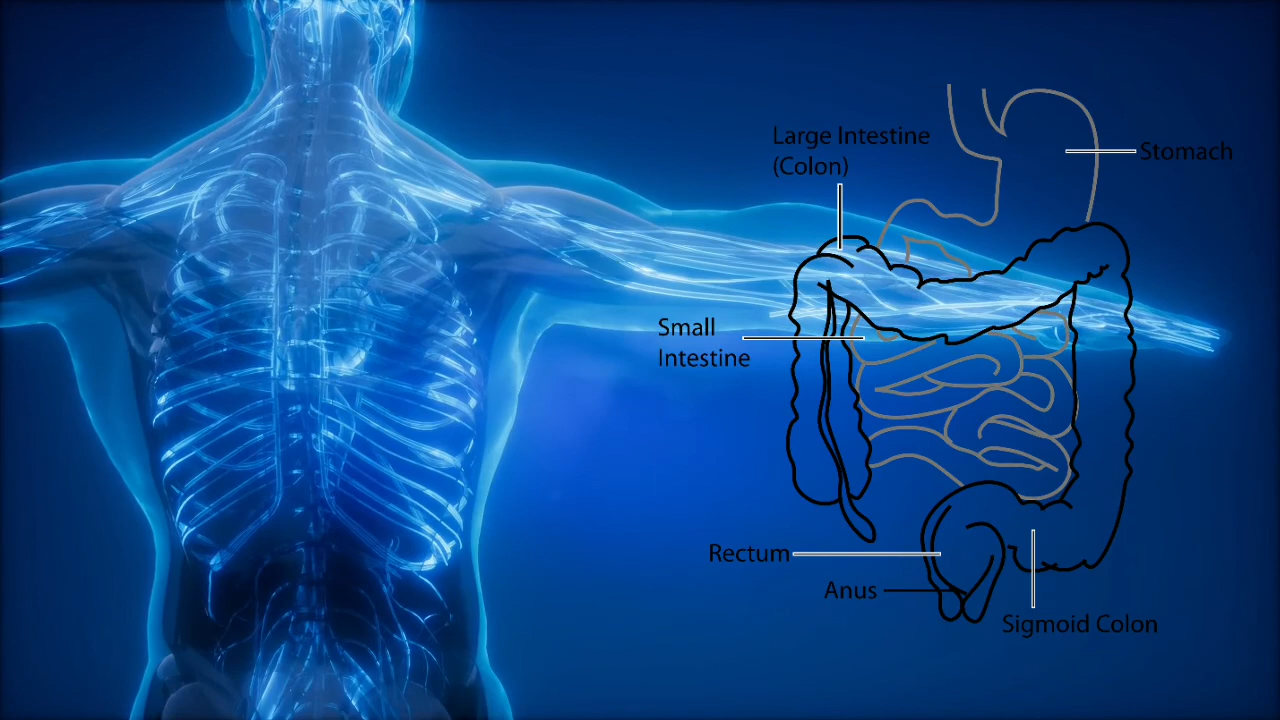 Large Intestine
(Colon)
Stomach
Small
Intestine
Rectum
Anus
Sigmoid Colon